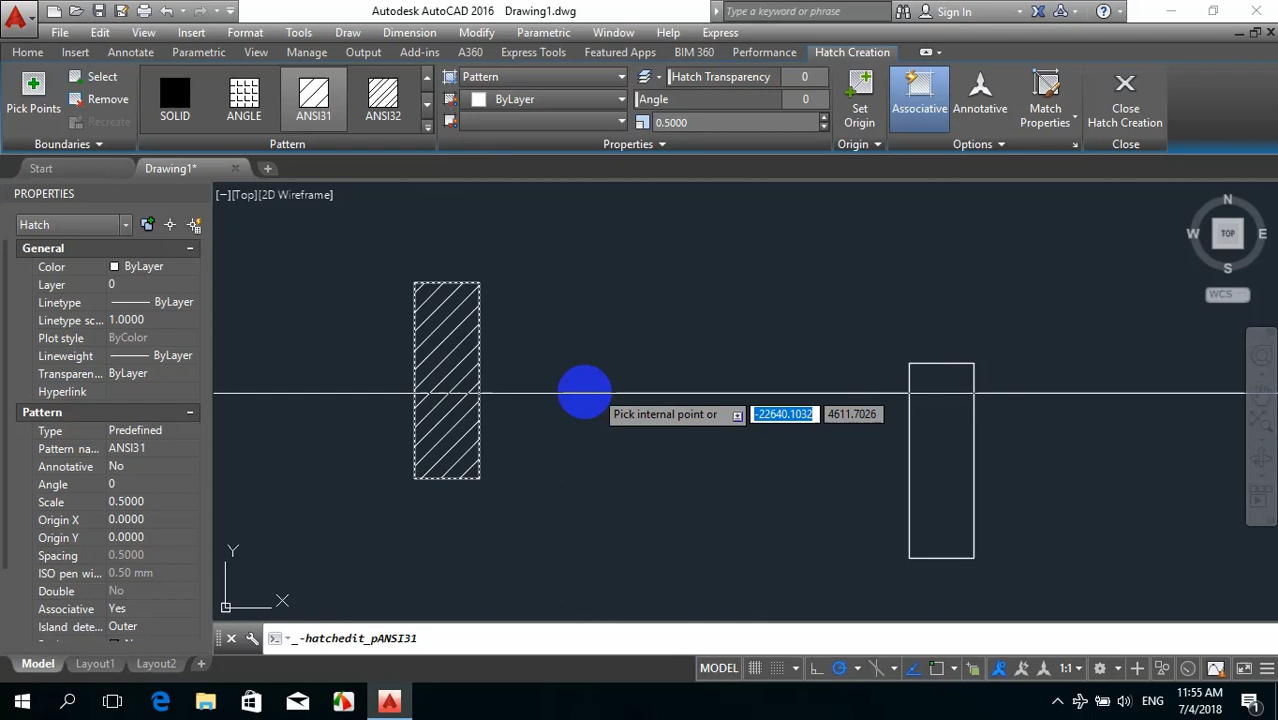 Autodesk AutoCAD 2016 Drawing1.dwg
Type a keyword or phrase
Sign In
File Edit View Insert Format Tools Draw Dimension Modify Parametric Window Help Express
Home Insert Annotate Parametric View Manage Output Add-ins A360 Express Tools Featured Apps BIM 360 Performance Hatch Creation
Pick Points
Select
Remove
Recreate
Boundaries
SOLID ANGLE ANSI31 ANSI32
Pattern
Pattern
ByLayer
Hatch Transparency 0
Angle 0
0.5000
Properties
Set Origin
Origin
Associative Annotative Match Properties
Options
Close Hatch Creation
Close
Start Drawing1*
PROPERTIES
[−][Top][2D Wireframe]
Hatch
General
Color ByLayer
Layer 0
Linetype ByLayer
Linetype sc... 1.0000
Plot style ByColor
Lineweight ByLayer
Transparen... ByLayer
Hyperlink
Pattern
Type Predefined
Pattern na... ANSI31
Annotative No
Angle 0
Scale 0.5000
Origin X 0.0000
Origin Y 0.0000
Spacing 0.5000
ISO pen wi... 0.50 mm
Double No
Associative Yes
Island dete... Outer
N
W TOP E
S
WCS
Pick internal point or -22640.1032 4611.7026
Y
X
_-hatchedit_pANSI31
Model Layout1 Layout2
MODEL 1:1
ENG 11:55 AM
7/4/2018